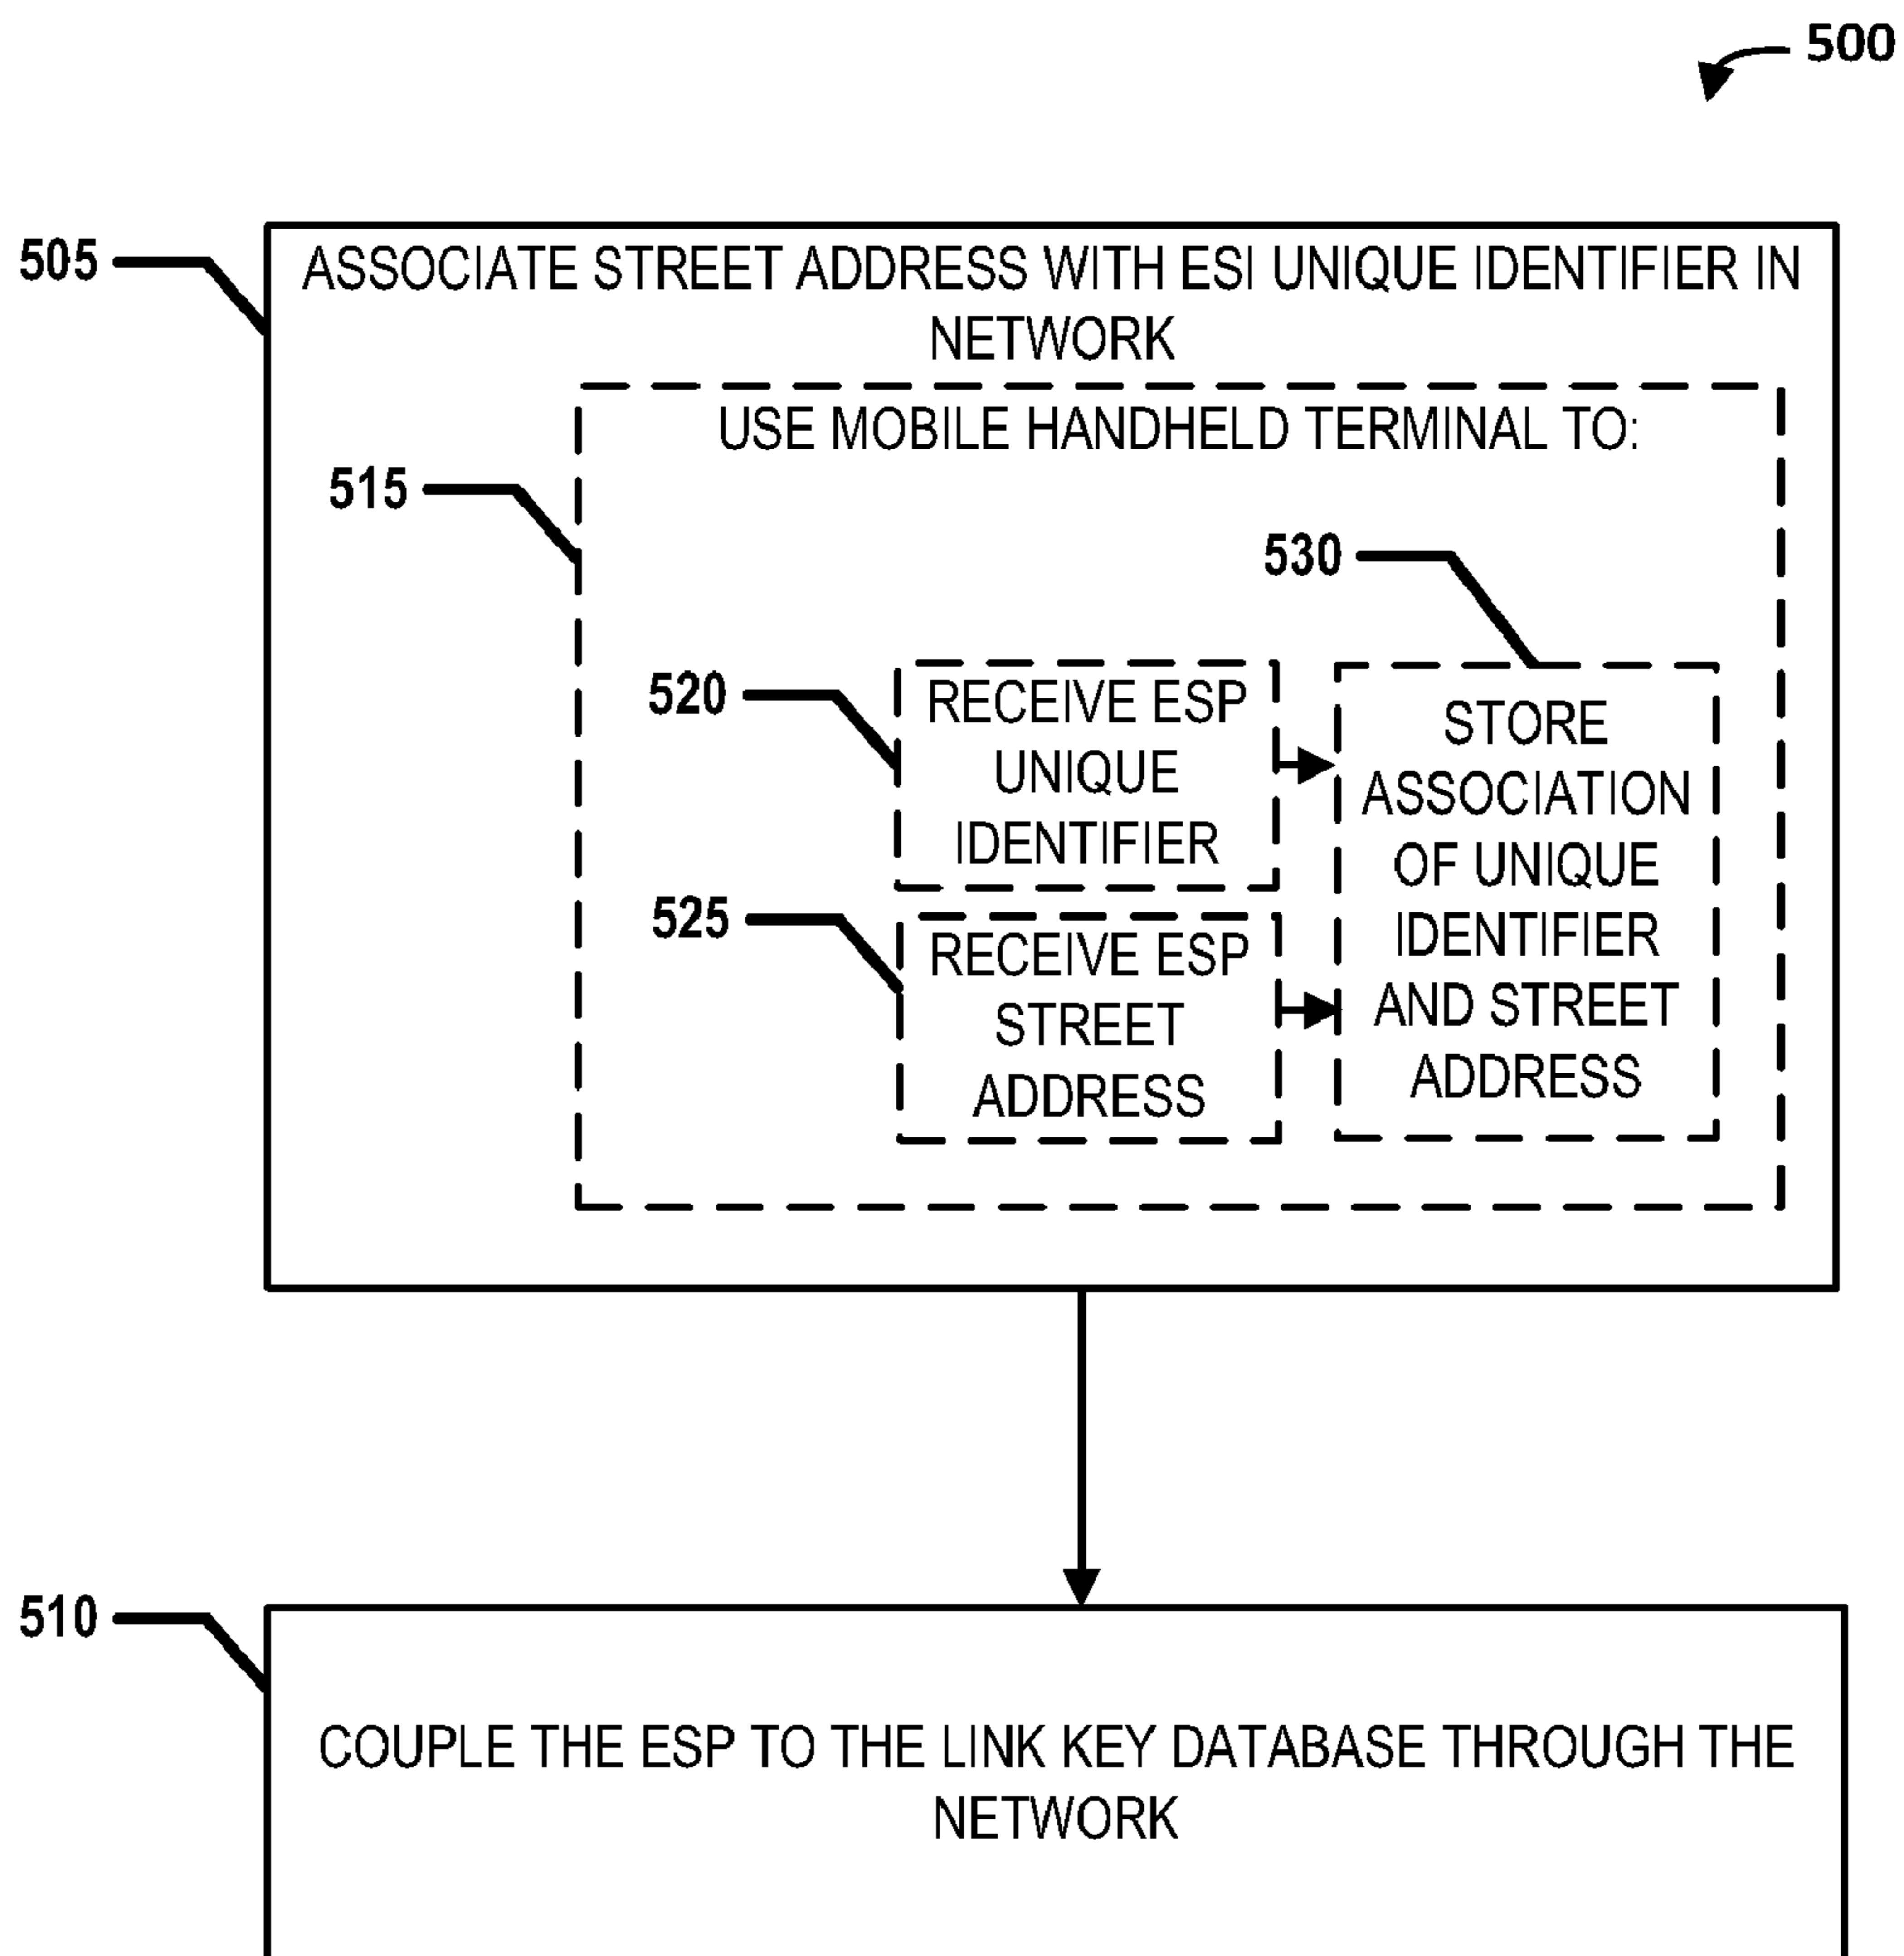 500
505
ASSOCIATE STREET ADDRESS WITH ESI UNIQUE IDENTIFIER IN
NETWORK
USE MOBILE HANDHELD TERMINAL TO:
515
530
520
RECEIVE ESP
UNIQUE
IDENTIFIER
STORE
ASSOCIATION
OF UNIQUE
IDENTIFIER
AND STREET
ADDRESS
525
RECEIVE ESP
STREET
ADDRESS
510
COUPLE THE ESP TO THE LINK KEY DATABASE THROUGH THE
NETWORK